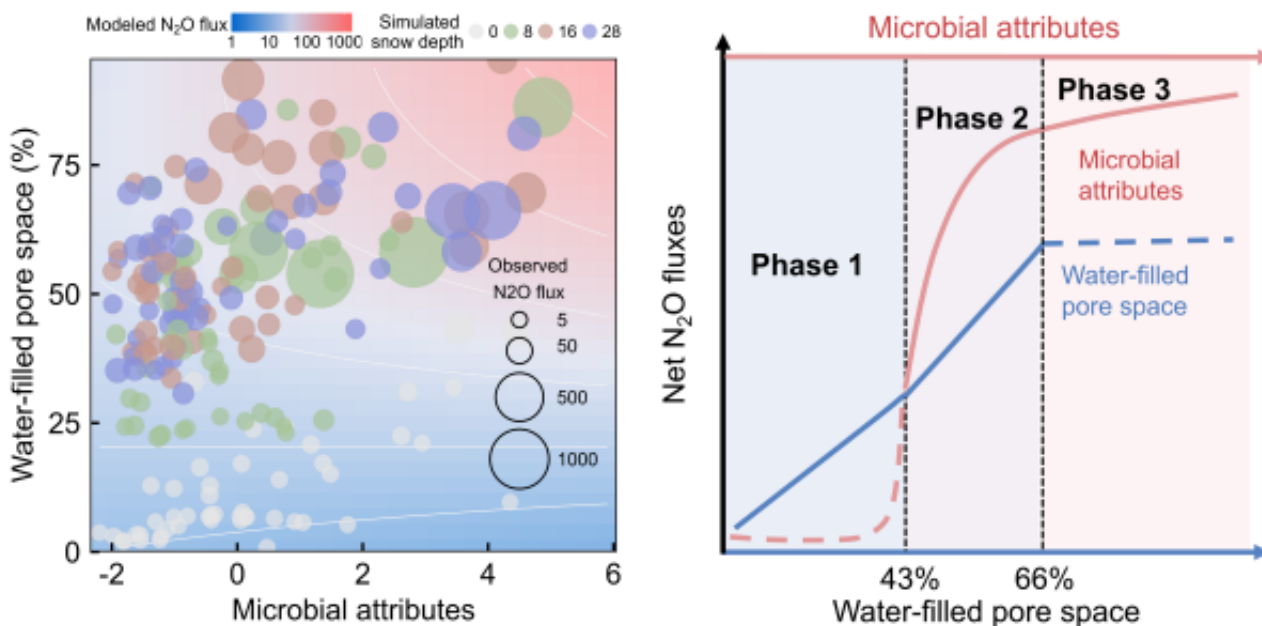 Modeled N₂O flux
1 10 100 1000
Simulated
snow depth
0 8 16 28
Water-filled pore space (%)
75
50
25
0
-2 0 2 4 6
Microbial attributes
Observed
N2O flux
5
50
500
1000
Microbial attributes
Phase 1
Phase 2
Phase 3
Microbial
attributes
Water-filled
pore space
Net N₂O fluxes
43% 66%
Water-filled pore space